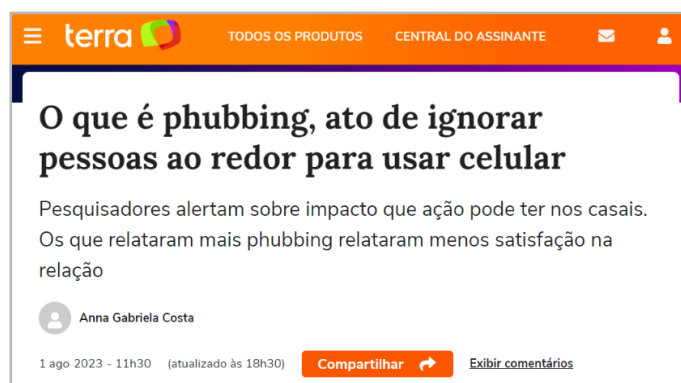 terra
TODOS OS PRODUTOS CENTRAL DO ASSINANTE
O que é phubbing, ato de ignorar
pessoas ao redor para usar celular
Pesquisadores alertam sobre impacto que ação pode ter nos casais.
Os que relataram mais phubbing relataram menos satisfação na
relação
Anna Gabriela Costa
1 ago 2023 - 11h30 (atualizado às 18h30) Compartilhar Exibir comentários